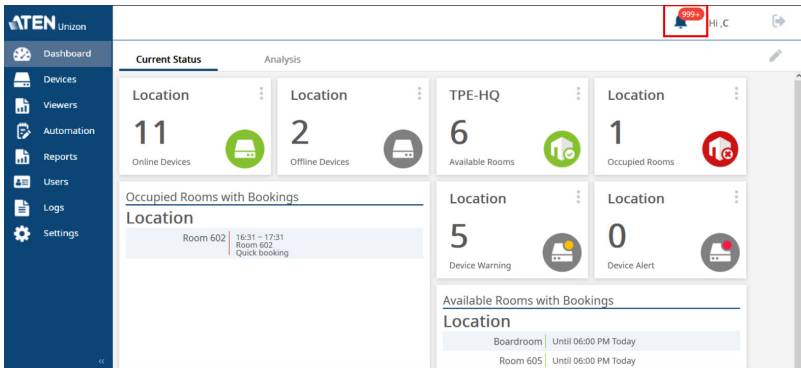 ATEN Unizon
999+
Hi ,C
Dashboard
Devices
Viewers
Automation
Reports
Users
Logs
Settings
«
Current Status
Analysis
Location
11
Online Devices
Location
2
Offline Devices
TPE-HQ
6
Available Rooms
Location
1
Occupied Rooms
Occupied Rooms with Bookings
Location
Room 602
16:31 ~ 17:31
Room 602
Quick booking
Location
5
Device Warning
Location
0
Device Alert
Available Rooms with Bookings
Location
Boardroom Until 06:00 PM Today
Room 605 Until 06:00 PM Today